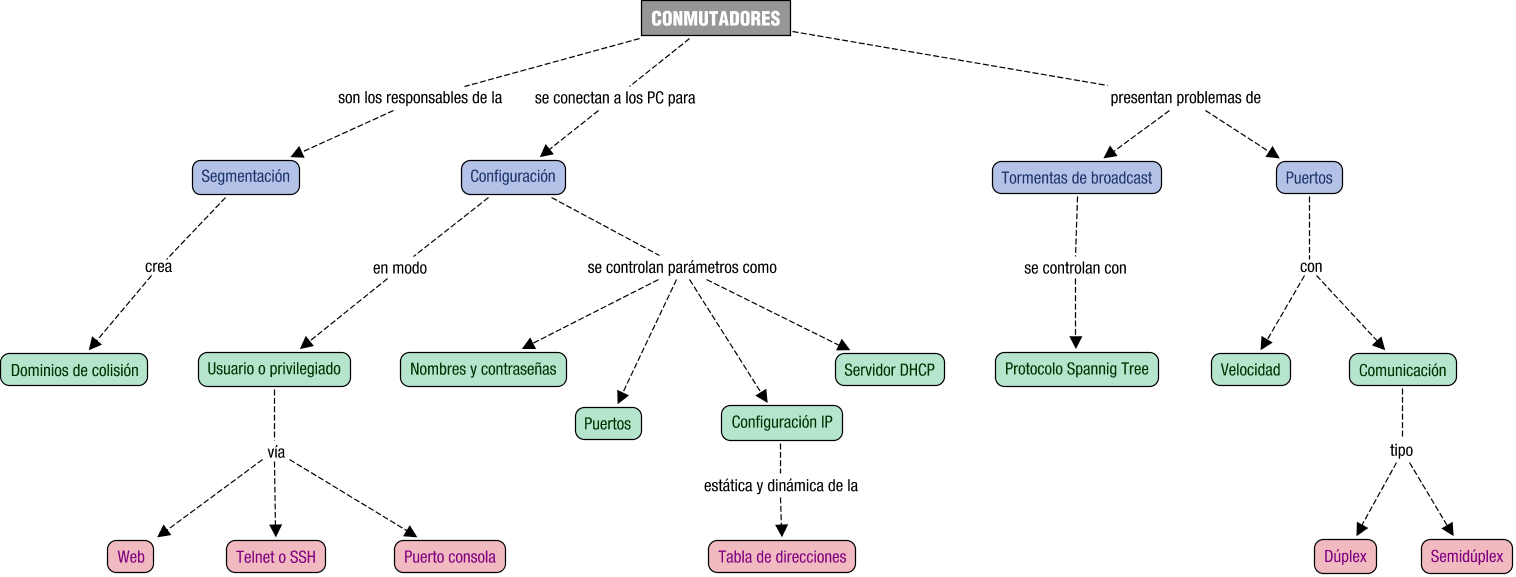 CONMUTADORES
son los responsables de la
se conectan a los PC para
presentan problemas de
Segmentación
Configuración
Tormentas de broadcast
Puertos
crea
en modo
se controlan parámetros como
se controlan con
con
Dominios de colisión
Usuario o privilegiado
Nombres y contraseñas
Servidor DHCP
Protocolo Spannig Tree
Velocidad
Comunicación
Puertos
Configuración IP
vía
estática y dinámica de la
tipo
Web
Telnet o SSH
Puerto consola
Tabla de direcciones
Dúplex
Semidúplex